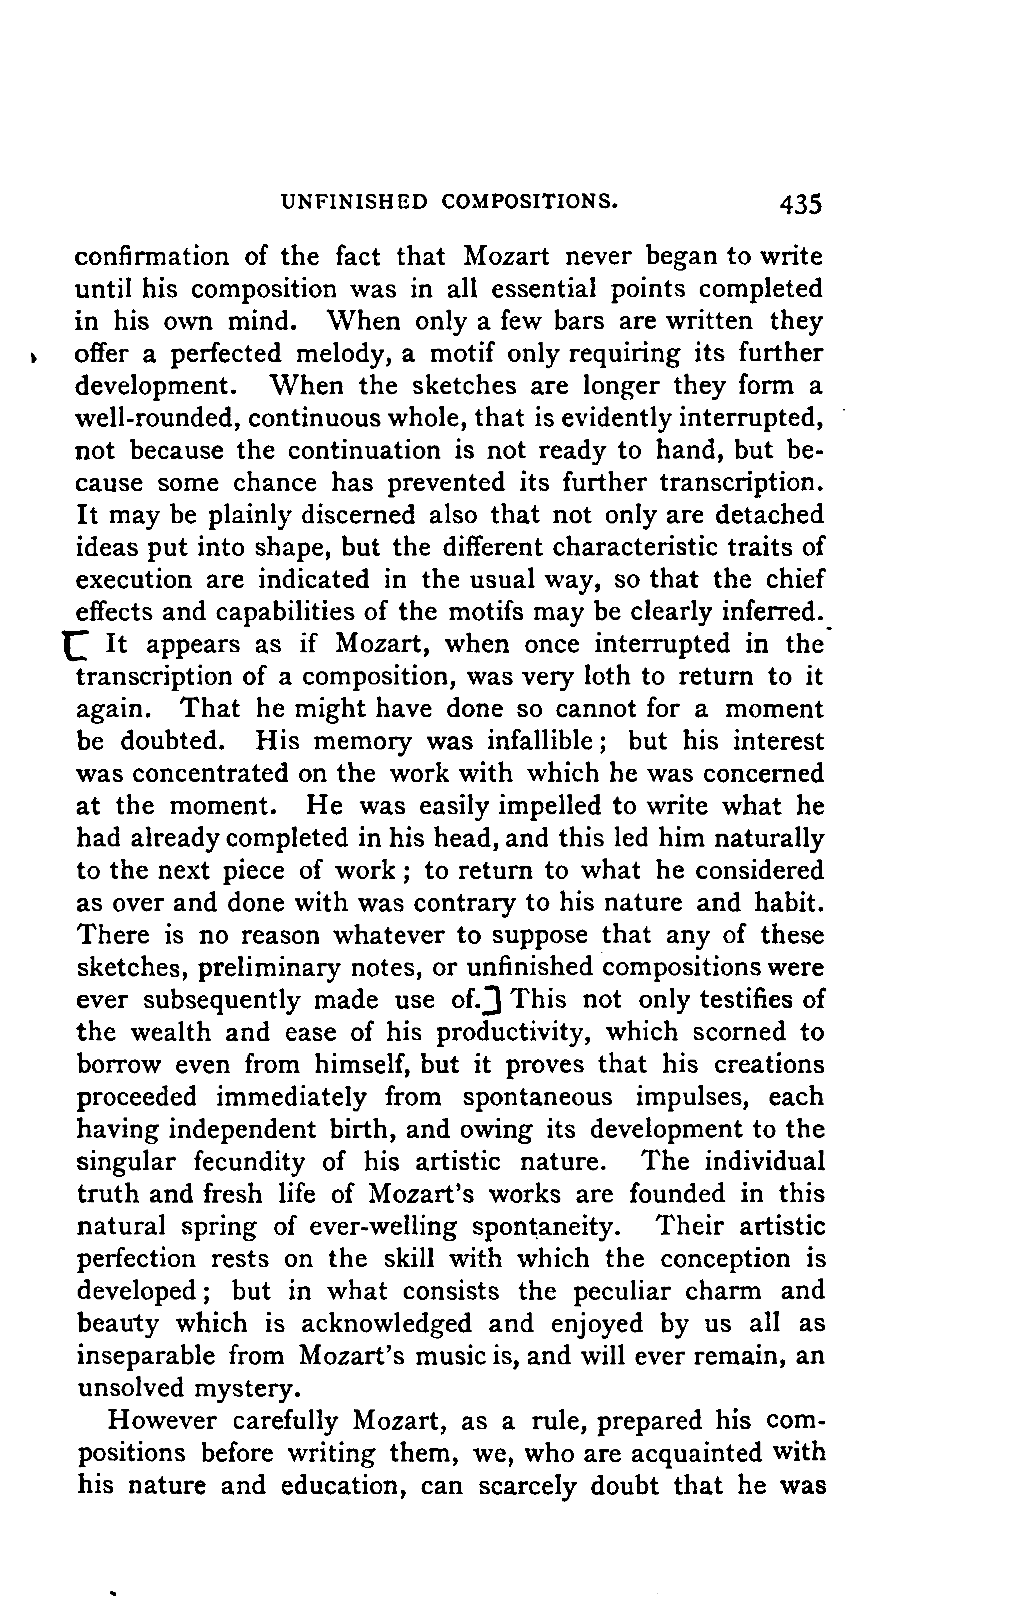 UNFINISHED COMPOSITIONS. 435
confirmation of the fact that Mozart never began to write
until his composition was in all essential points completed
in his own mind. When only a few bars are written they
offer a perfected melody, a motif only requiring its further
development. When the sketches are longer they form a
well-rounded, continuous whole, that is evidently interrupted,
not because the continuation is not ready to hand, but be-
cause some chance has prevented its further transcription.
It may be plainly discerned also that not only are detached
ideas put into shape, but the different characteristic traits of
execution are indicated in the usual way, so that the chief
effects and capabilities of the motifs may be clearly inferred.
[ It appears as if Mozart, when once interrupted in the
transcription of a composition, was very loth to return to it
again. That he might have done so cannot for a moment
be doubted. His memory was infallible; but his interest
was concentrated on the work with which he was concerned
at the moment. He was easily impelled to write what he
had already completed in his head, and this led him naturally
to the next piece of work; to return to what he considered
as over and done with was contrary to his nature and habit.
There is no reason whatever to suppose that any of these
sketches, preliminary notes, or unfinished compositions were
ever subsequently made use of.] This not only testifies of
the wealth and ease of his productivity, which scorned to
borrow even from himself, but it proves that his creations
proceeded immediately from spontaneous impulses, each
having independent birth, and owing its development to the
singular fecundity of his artistic nature. The individual
truth and fresh life of Mozart's works are founded in this
natural spring of ever-welling spontaneity. Their artistic
perfection rests on the skill with which the conception is
developed; but in what consists the peculiar charm and
beauty which is acknowledged and enjoyed by us all as
inseparable from Mozart's music is, and will ever remain, an
unsolved mystery.
However carefully Mozart, as a rule, prepared his com-
positions before writing them, we, who are acquainted with
his nature and education, can scarcely doubt that he was